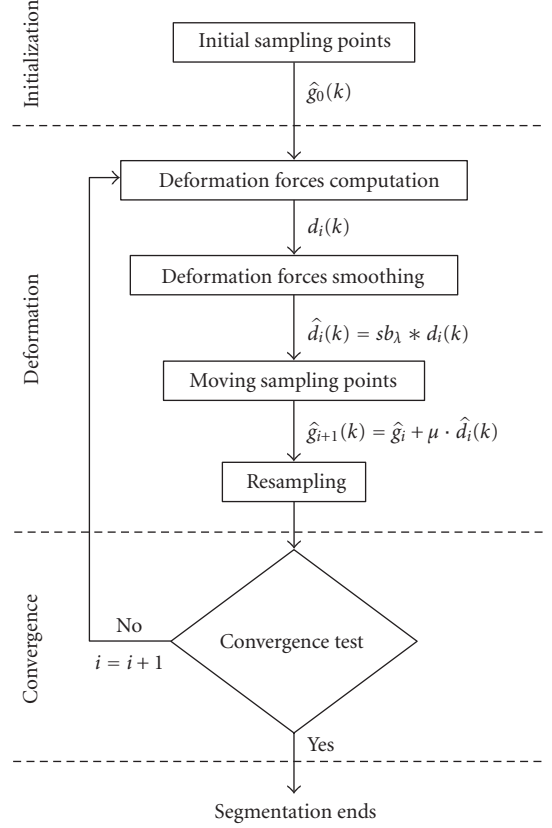 Initialization
Initial sampling points
ĝ₀(k)
Deformation
Deformation forces computation
dᵢ(k)
Deformation forces smoothing
d̂ᵢ(k) = sb_λ ∗ dᵢ(k)
Moving sampling points
ĝᵢ₊₁(k) = ĝᵢ + μ · d̂ᵢ(k)
Resampling
Convergence
Convergence test
No
i = i + 1
Yes
Segmentation ends